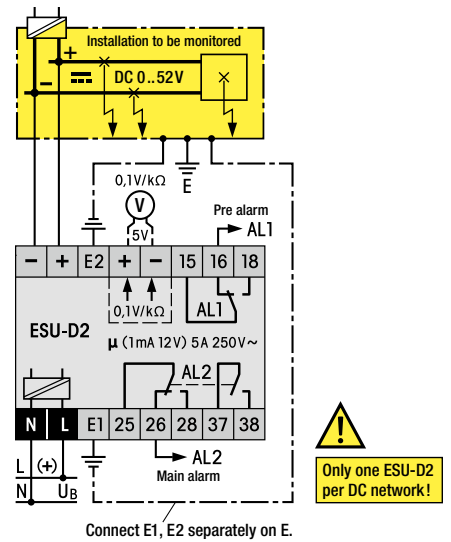 Installation to be monitored
+
DC 0..52V
–
E
0,1V/kΩ
V
5V
Pre alarm
AL1
– + E2 + – 15 16 18
0,1V/kΩ
AL1
ESU-D2
µ (1mA 12V) 5A 250V~
AL2
N L E1 25 26 28 37 38
L (+)
N UB
AL2
Main alarm
Only one ESU-D2
per DC network!
Connect E1, E2 separately on E.